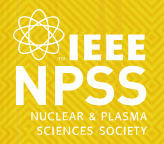 IEEE
NPSS
NUCLEAR & PLASMA
SCIENCES SOCIETY